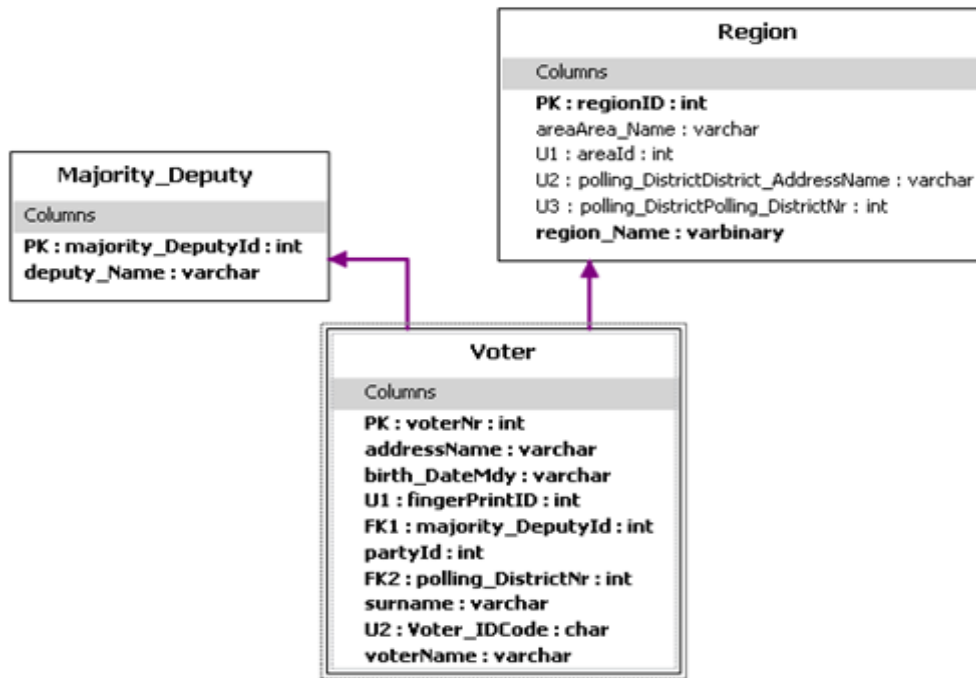 Region
Columns
PK : regionID : int
areaArea_Name : varchar
U1 : areaId : int
U2 : polling_DistrictDistrict_AddressName : varchar
U3 : polling_DistrictPolling_DistrictNr : int
region_Name : varbinary
Majority_Deputy
Columns
PK : majority_DeputyId : int
deputy_Name : varchar
Voter
Columns
PK : voterNr : int
addressName : varchar
birth_DateMdy : varchar
U1 : fingerPrintID : int
FK1 : majority_DeputyId : int
partyId : int
FK2 : polling_DistrictNr : int
surname : varchar
U2 : Voter_IDCode : char
voterName : varchar